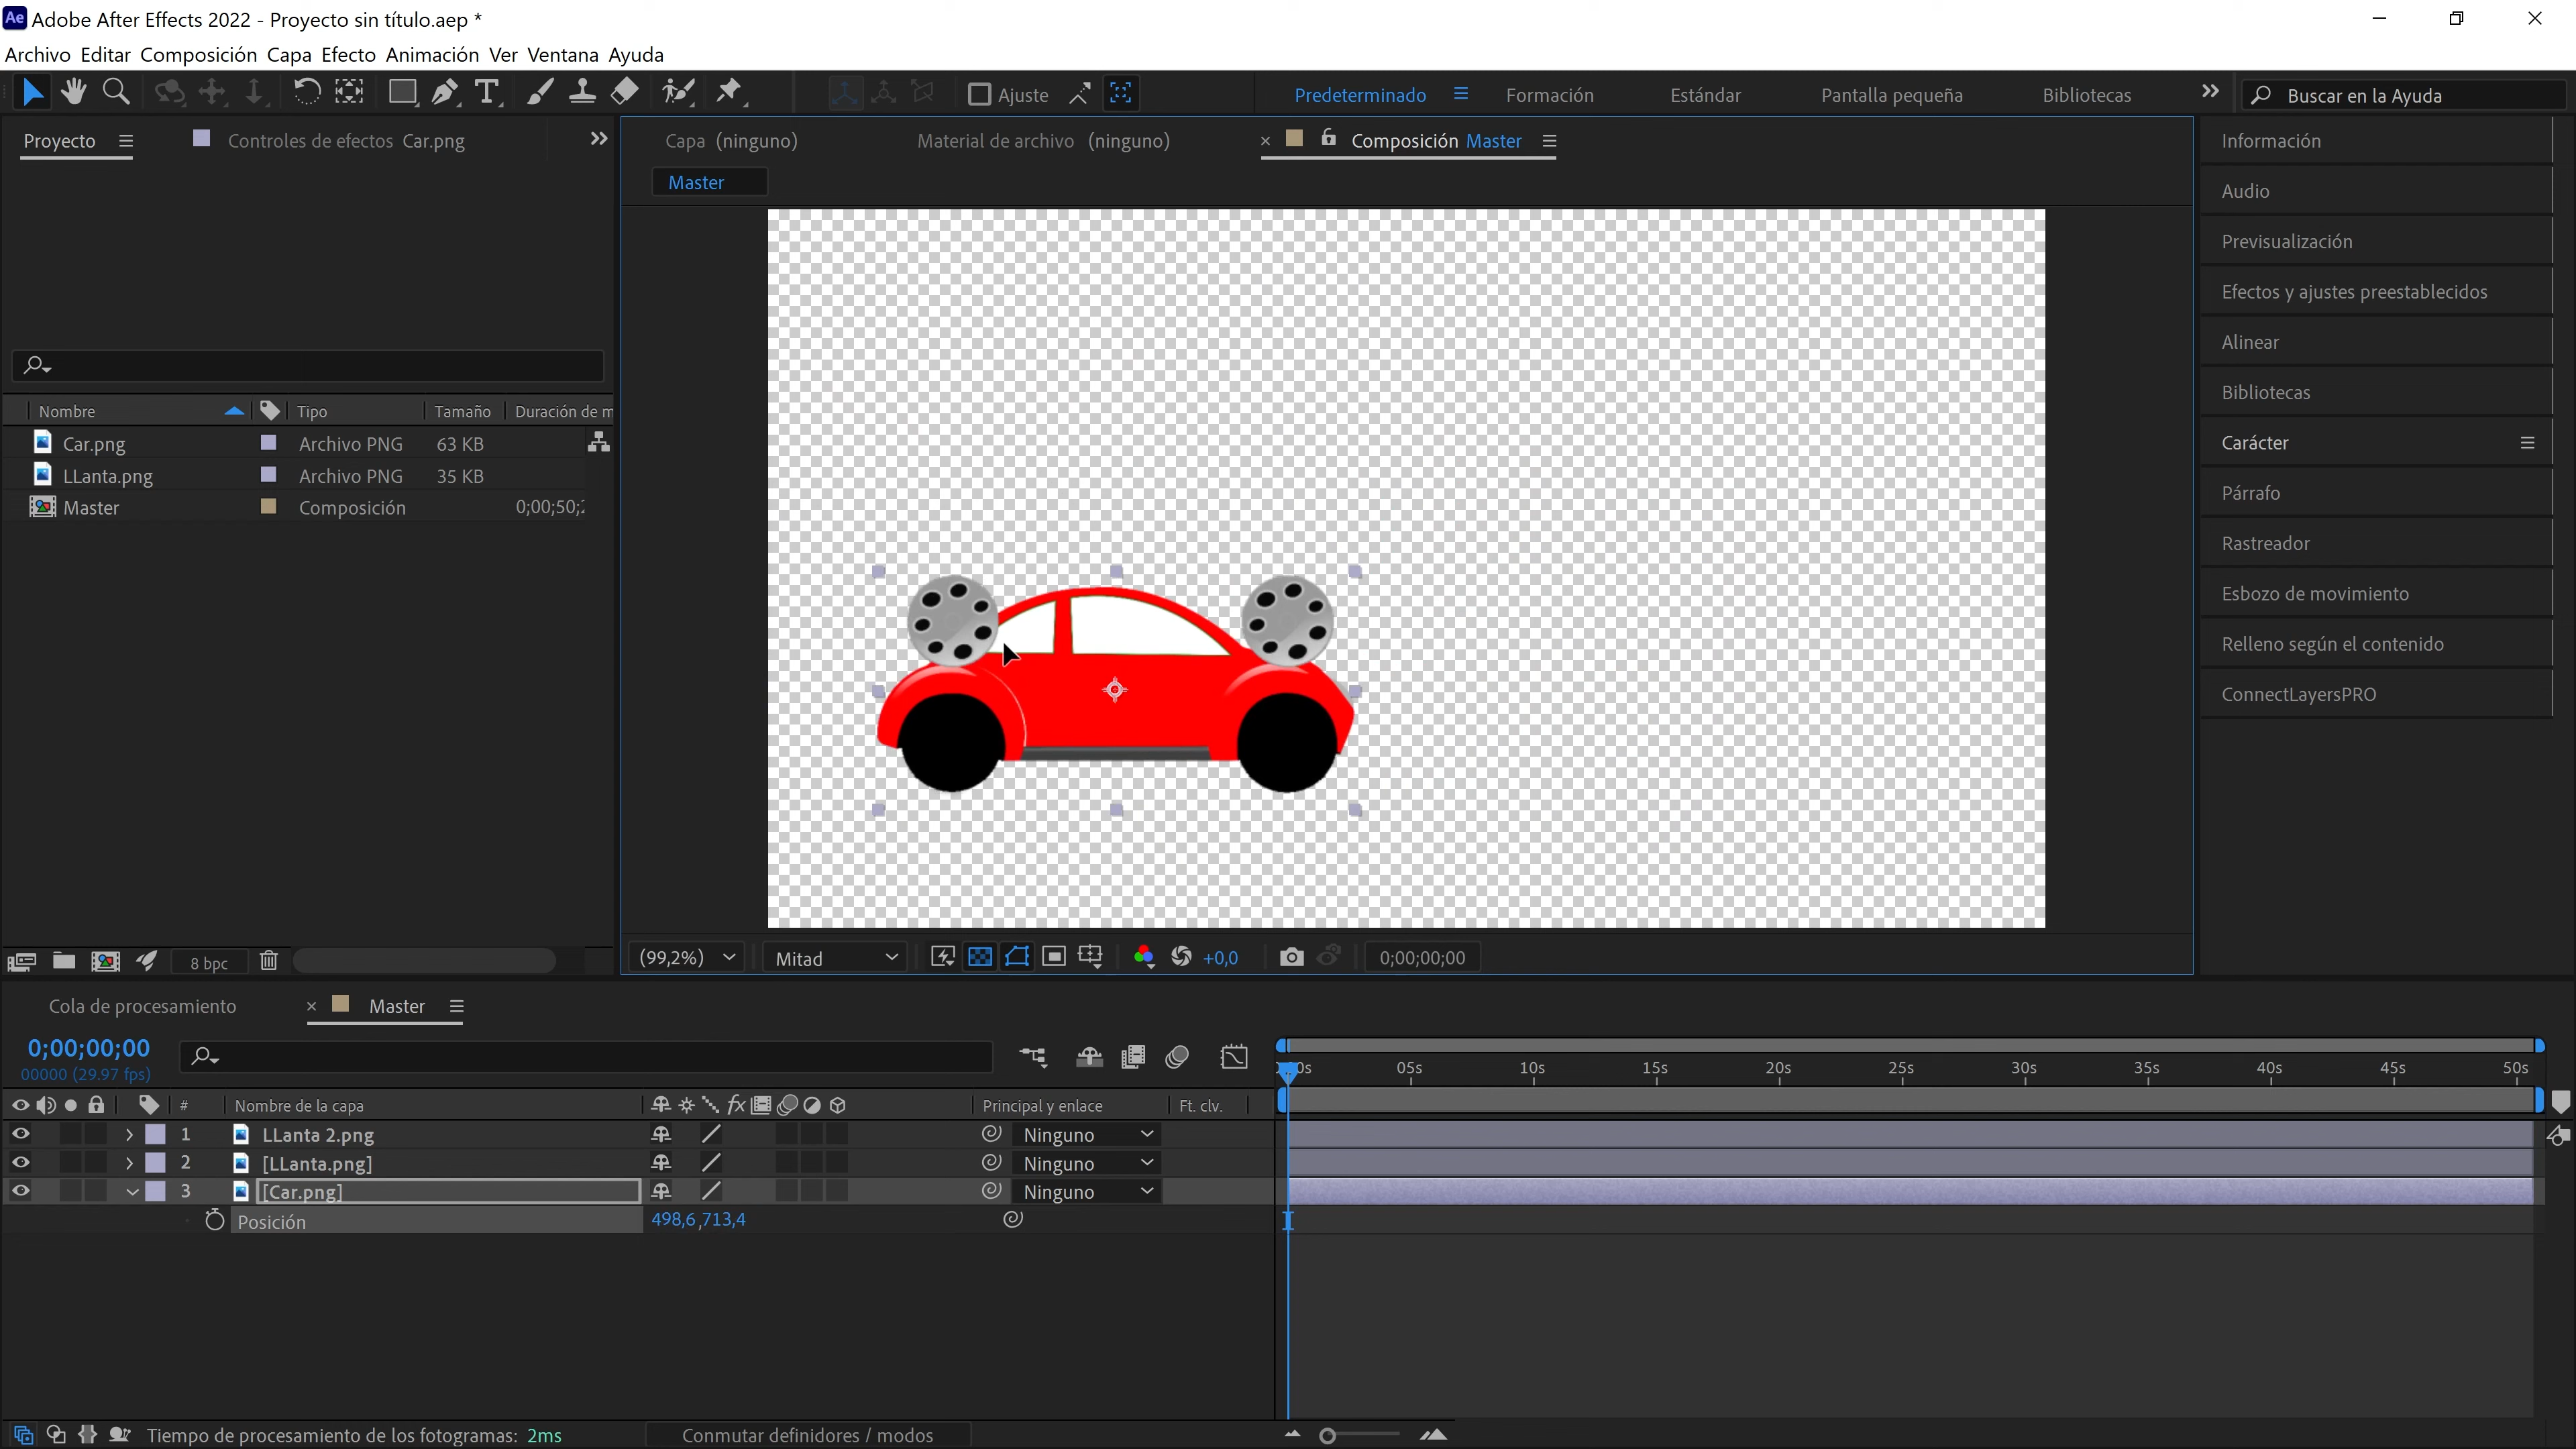 Ae Adobe After Effects 2022 - Proyecto sin título.aep *
Archivo Editar Composición Capa Efecto Animación Ver Ventana Ayuda
T Ajuste Predeterminado Formación Estándar Pantalla pequeña Bibliotecas Buscar en la Ayuda
Proyecto Controles de efectos Car.png
Capa (ninguno) Material de archivo (ninguno) × Composición Master
Master
Nombre Tipo Tamaño Duración de m
Car.png Archivo PNG 63 KB
LLanta.png Archivo PNG 35 KB
Master Composición 0;00;50;2
8 bpc
(99,2%) Mitad +0,0 0;00;00;00
Información
Audio
Previsualización
Efectos y ajustes preestablecidos
Alinear
Bibliotecas
Carácter
Párrafo
Rastreador
Esbozo de movimiento
Relleno según el contenido
ConnectLayersPRO
Cola de procesamiento × Master
0;00;00;00
00000 (29.97 fps)
0s 05s 10s 15s 20s 25s 30s 35s 40s 45s 50s
# Nombre de la capa fx Principal y enlace Ft. clv.
1 LLanta 2.png Ninguno
2 [LLanta.png] Ninguno
3 [Car.png] Ninguno
Posición 498,6,713,4
Tiempo de procesamiento de los fotogramas: 2ms Conmutar definidores / modos